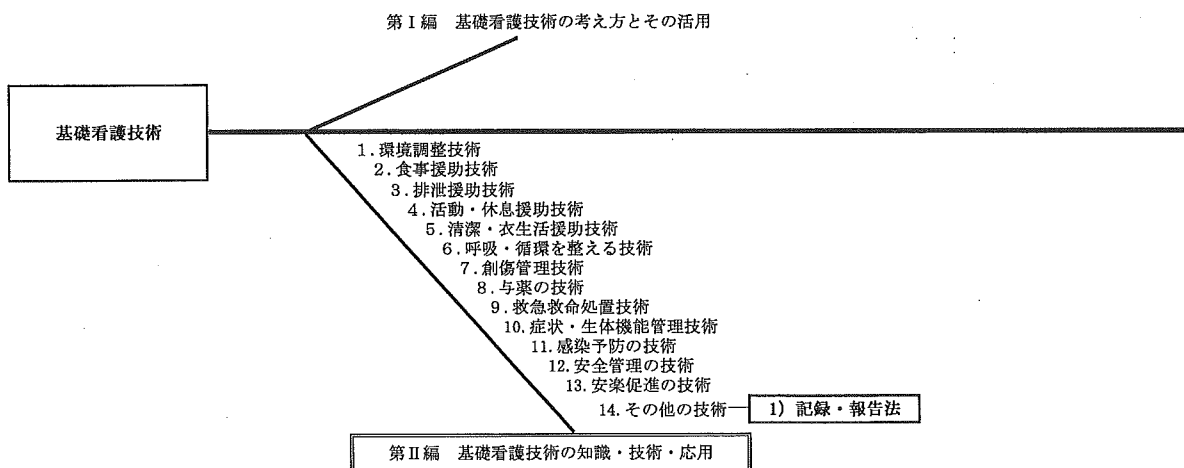 第Ⅰ編 基礎看護技術の考え方とその活用
基礎看護技術
1.環境調整技術
2.食事援助技術
3.排泄援助技術
4.活動・休息援助技術
5.清潔・衣生活援助技術
6.呼吸・循環を整える技術
7.創傷管理技術
8.与薬の技術
9.救急救命処置技術
10.症状・生体機能管理技術
11.感染予防の技術
12.安全管理の技術
13.安楽促進の技術
14.その他の技術
1) 記録・報告法
第Ⅱ編 基礎看護技術の知識・技術・応用